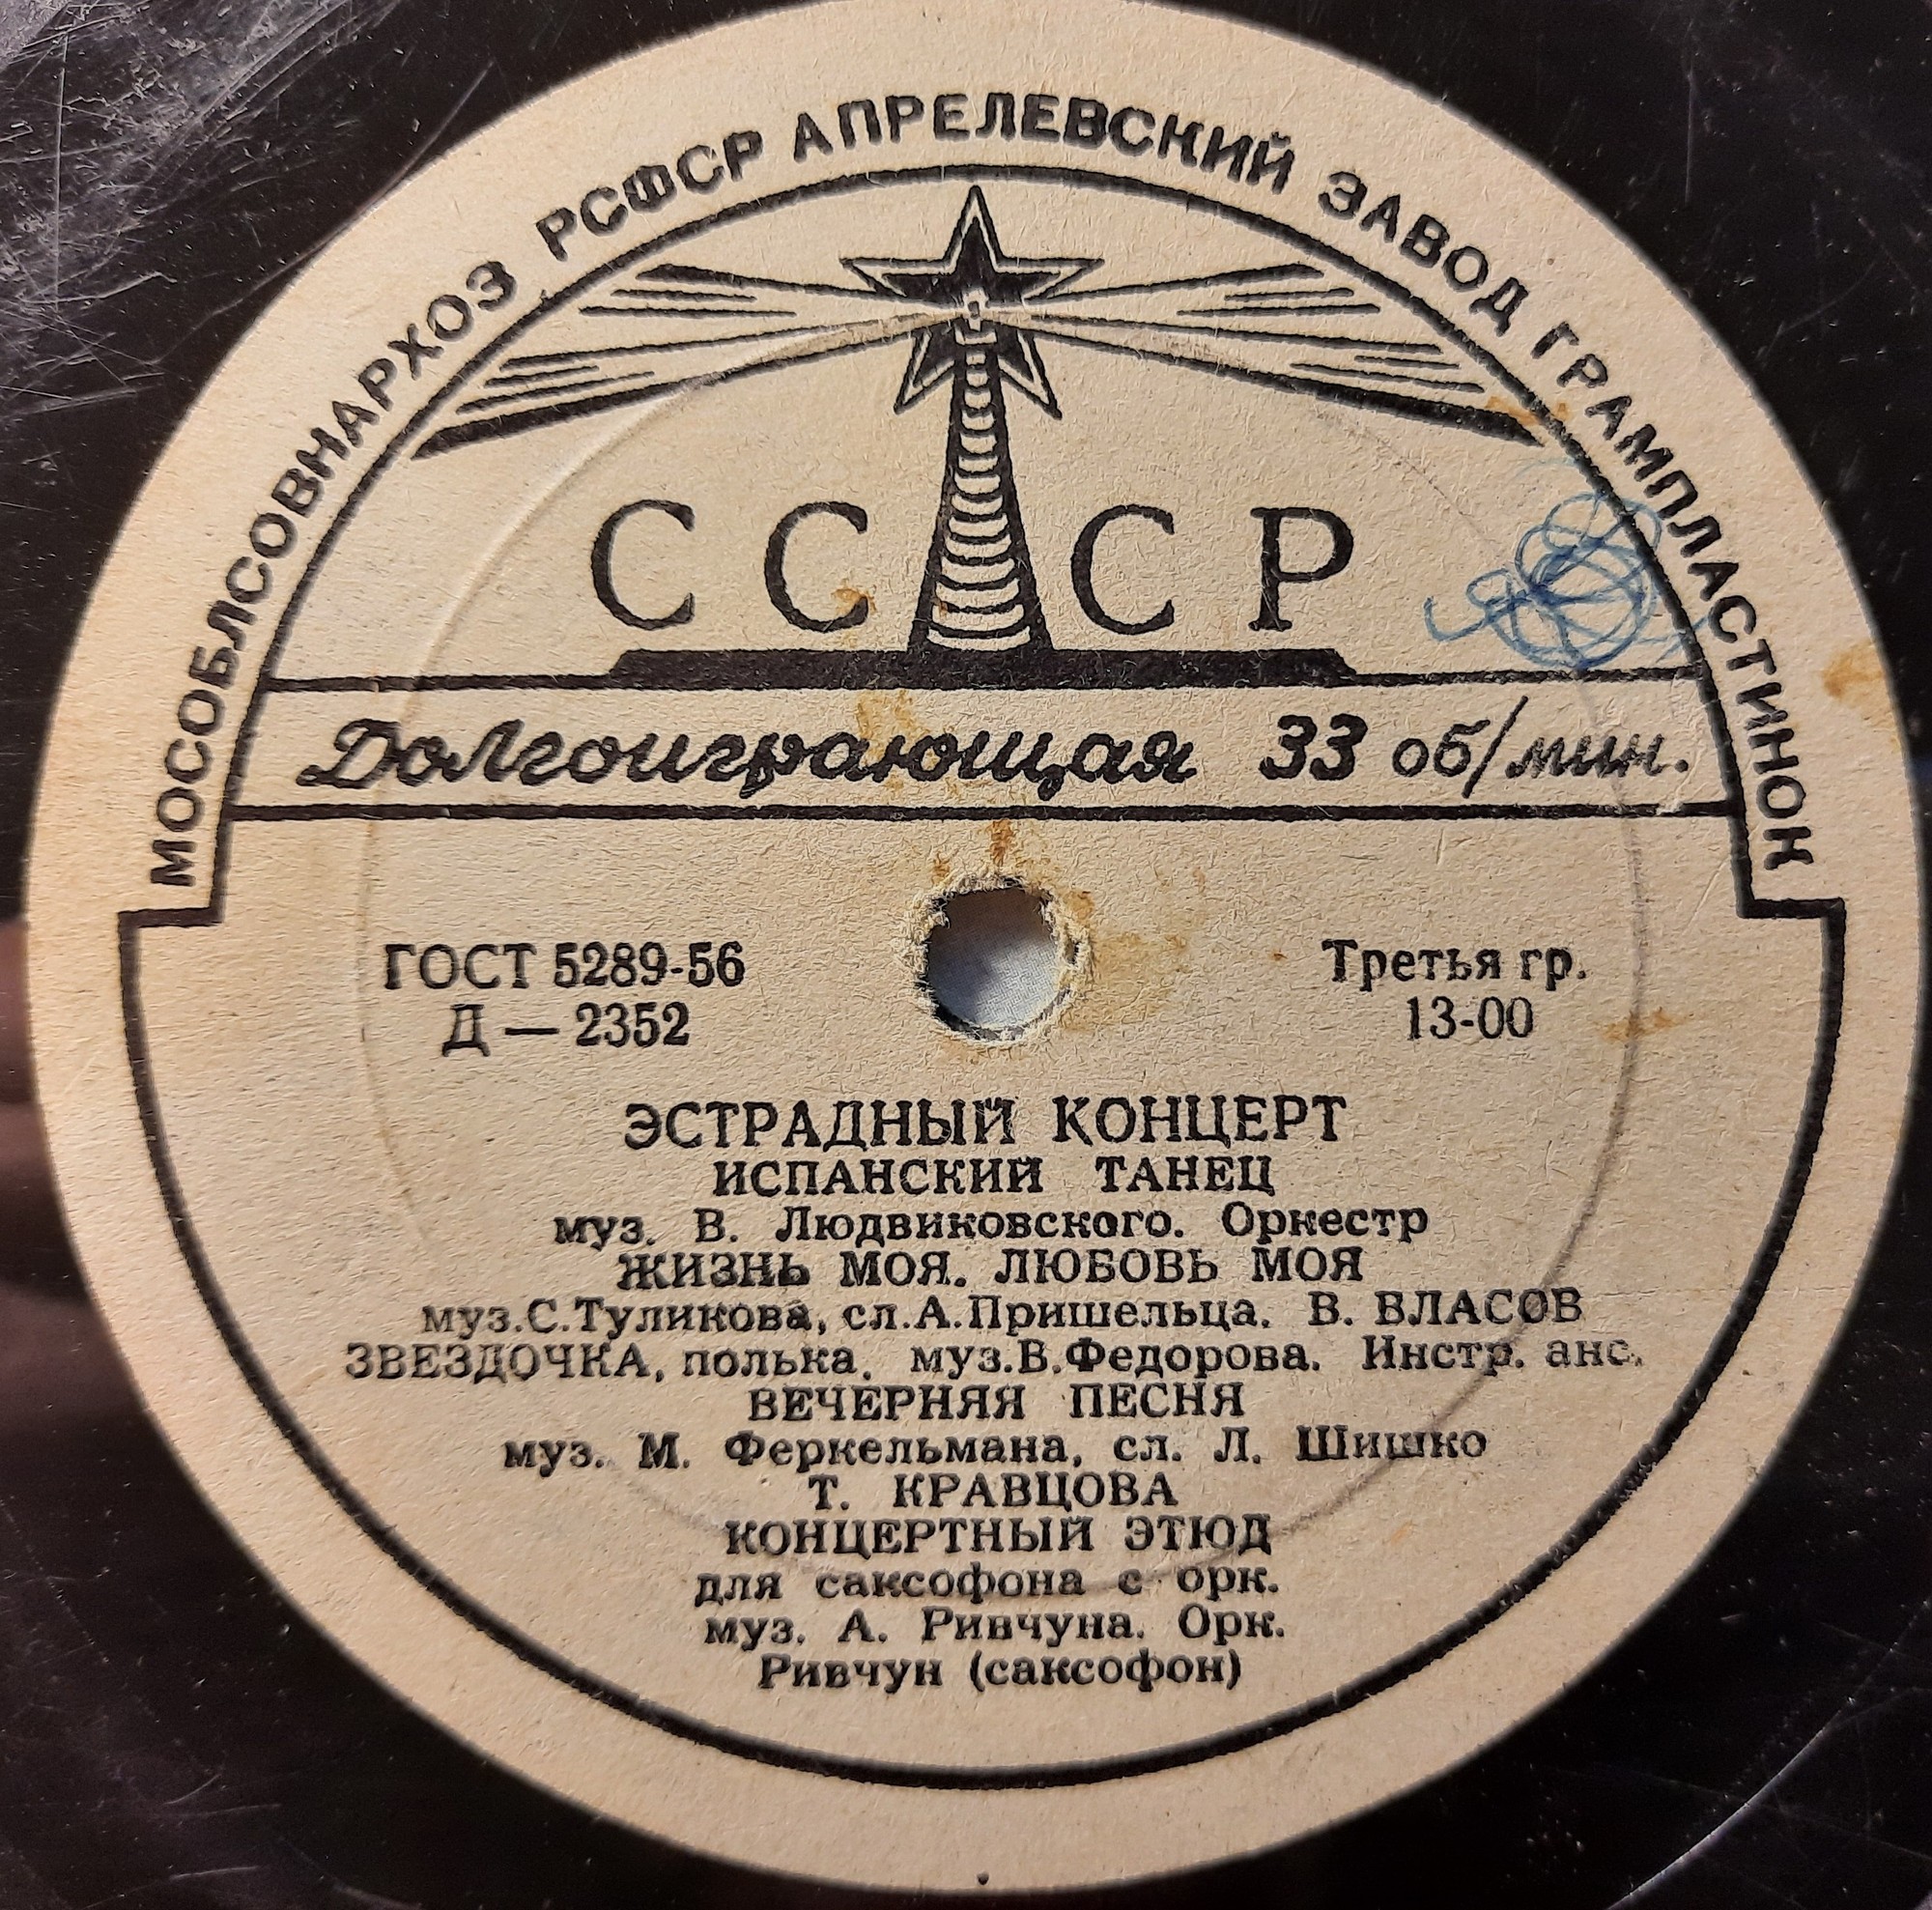 МОСОБЛСОВНАРХОЗ РСФСР АПРЕЛЕВСКИЙ ЗАВОД ГРАМПЛАСТИНОК
СССР
Долгоиграющая 33 об/мин.
ГОСТ 5289-56
Д — 2352
Третья гр.
13-00
ЭСТРАДНЫЙ КОНЦЕРТ
ИСПАНСКИЙ ТАНЕЦ
муз. В. Людвиковского. Оркестр
ЖИЗНЬ МОЯ. ЛЮБОВЬ МОЯ
муз.С.Туликова, сл.А.Пришельца. В. ВЛАСОВ
ЗВЕЗДОЧКА, полька. муз.В.Федорова. Инстр. анс.
ВЕЧЕРНЯЯ ПЕСНЯ
муз. М. Феркельмана, сл. Л. Шишко
Т. КРАВЦОВА
КОНЦЕРТНЫЙ ЭТЮД
для саксофона с орк.
муз. А. Ривчуна. Орк.
Ривчун (саксофон)